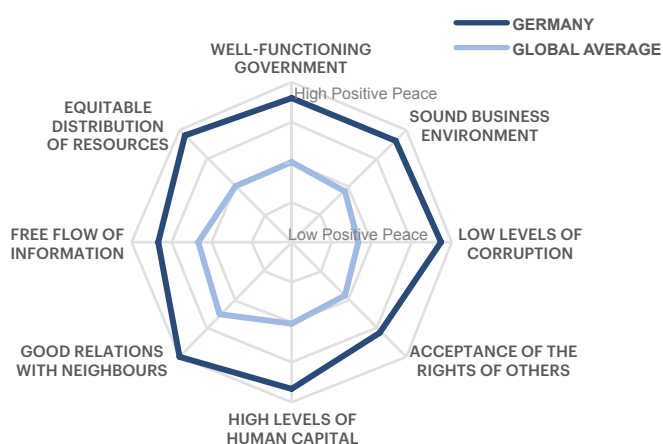 GERMANY
GLOBAL AVERAGE
WELL-FUNCTIONING
GOVERNMENT
High Positive Peace
EQUITABLE
DISTRIBUTION
OF RESOURCES
SOUND BUSINESS
ENVIRONMENT
FREE FLOW OF
INFORMATION
Low Positive Peace
LOW LEVELS OF
CORRUPTION
GOOD RELATIONS
WITH NEIGHBOURS
ACCEPTANCE OF THE
RIGHTS OF OTHERS
HIGH LEVELS OF
HUMAN CAPITAL